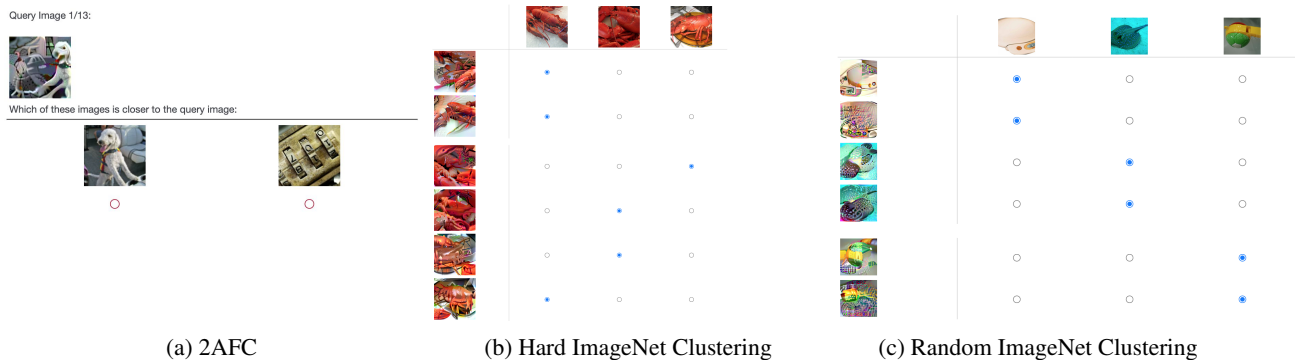 Query Image 1/13:
Which of these images is closer to the query image:
(a) 2AFC
(b) Hard ImageNet Clustering
(c) Random ImageNet Clustering